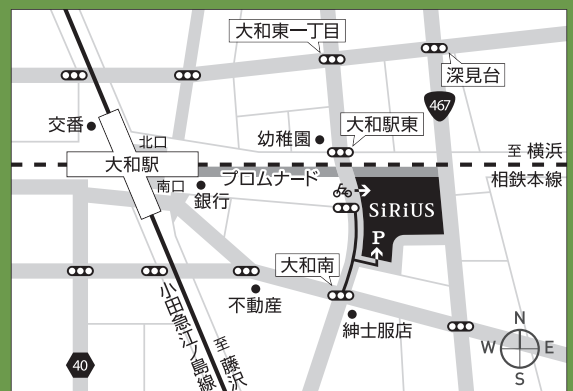 大和東一丁目
深見台
467
交番
北口
幼稚園
大和駅東
大和駅
至 横浜
南口
プロムナード
相鉄本線
銀行
SiRiUS
P
大和南
不動産
小田急江ノ島線
至 藤沢
紳士服店
40
N
W
E
S